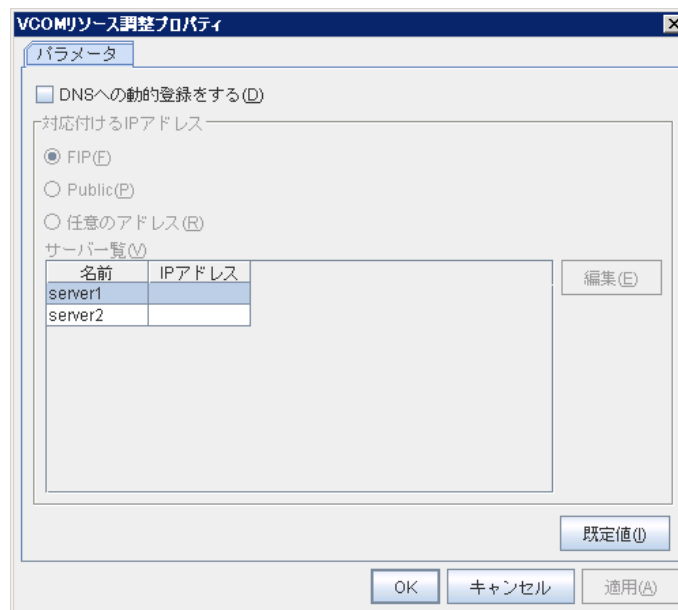 VCOMリソース調整プロパティ
パラメータ
DNSへの動的登録をする(D)
対応付けるIPアドレス
FIP(F)
Public(P)
任意のアドレス(R)
サーバ一覧(V)
名前 IPアドレス
編集(E)
server1
server2
既定値(I)
OK キャンセル 適用(A)